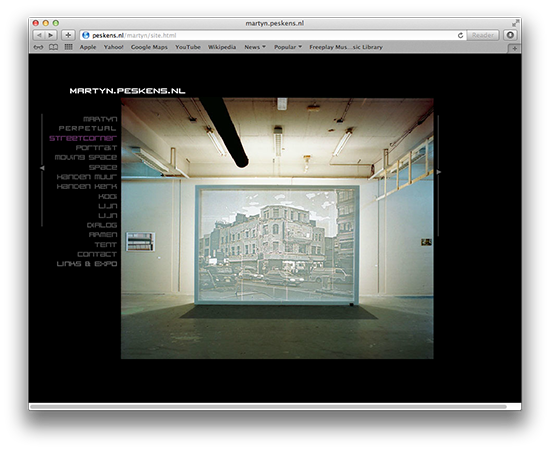 martyn.peskens.nl
peskens.nl/martyn/site.html
Reader
Apple Yahoo! Google Maps YouTube Wikipedia News Popular Freeplay Mus…sic Library
MARTYN.PESKENS.NL
MARTYN
PERPETUAL
STREETCORNER
PORTRAIT
MOVING SPACE
SPACE
HANDEN MUUR
HANDEN KERK
KOOI
LIJN
LIJN
DIALOG
ARMEN
TENT
CONTACT
LINKS & EXPO